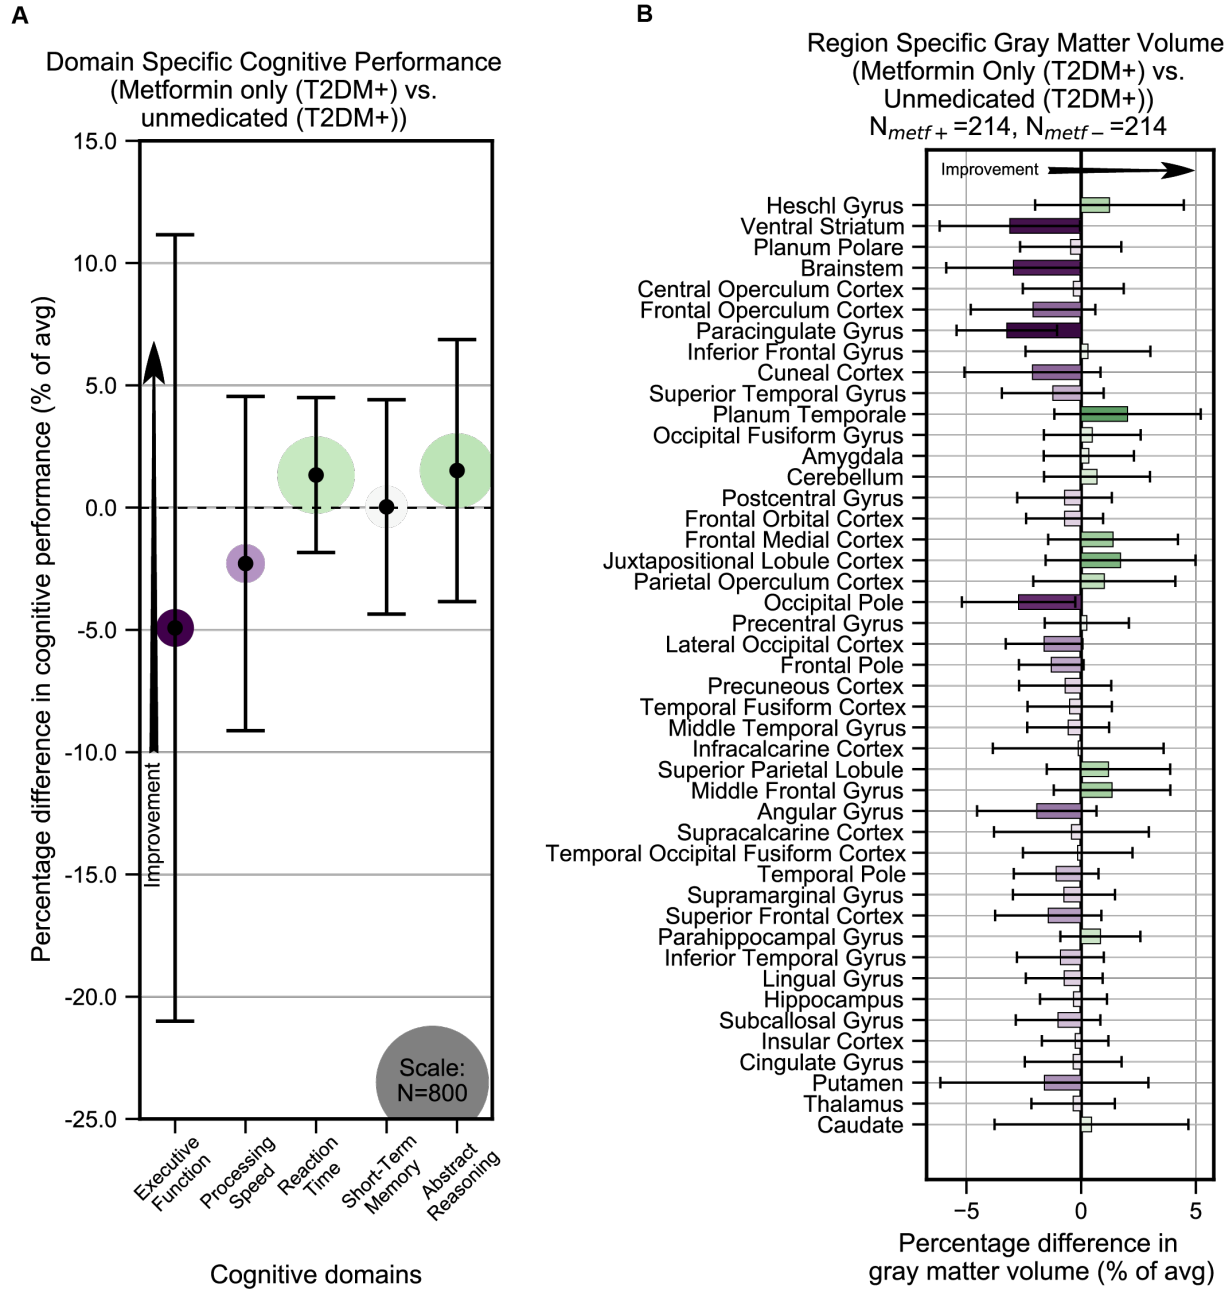 A
Domain Specific Cognitive Performance
(Metformin only (T2DM+) vs.
unmedicated (T2DM+))
Percentage difference in cognitive performance (% of avg)
15.0
10.0
5.0
0.0
-5.0
-10.0
-15.0
-20.0
-25.0
Improvement
Scale:
N=800
Executive
Function
Processing
Speed
Reaction
Time
Short-Term
Memory
Abstract
Reasoning
Cognitive domains
B
Region Specific Gray Matter Volume
(Metformin Only (T2DM+) vs.
Unmedicated (T2DM+))
N metf + =214, N metf − =214
Improvement
Heschl Gyrus
Ventral Striatum
Planum Polare
Brainstem
Central Operculum Cortex
Frontal Operculum Cortex
Paracingulate Gyrus
Inferior Frontal Gyrus
Cuneal Cortex
Superior Temporal Gyrus
Planum Temporale
Occipital Fusiform Gyrus
Amygdala
Cerebellum
Postcentral Gyrus
Frontal Orbital Cortex
Frontal Medial Cortex
Juxtapositional Lobule Cortex
Parietal Operculum Cortex
Occipital Pole
Precentral Gyrus
Lateral Occipital Cortex
Frontal Pole
Precuneous Cortex
Temporal Fusiform Cortex
Middle Temporal Gyrus
Infracalcarine Cortex
Superior Parietal Lobule
Middle Frontal Gyrus
Angular Gyrus
Supracalcarine Cortex
Temporal Occipital Fusiform Cortex
Temporal Pole
Supramarginal Gyrus
Superior Frontal Cortex
Parahippocampal Gyrus
Inferior Temporal Gyrus
Lingual Gyrus
Hippocampus
Subcallosal Gyrus
Insular Cortex
Cingulate Gyrus
Putamen
Thalamus
Caudate
−5 0 5
Percentage difference in
gray matter volume (% of avg)